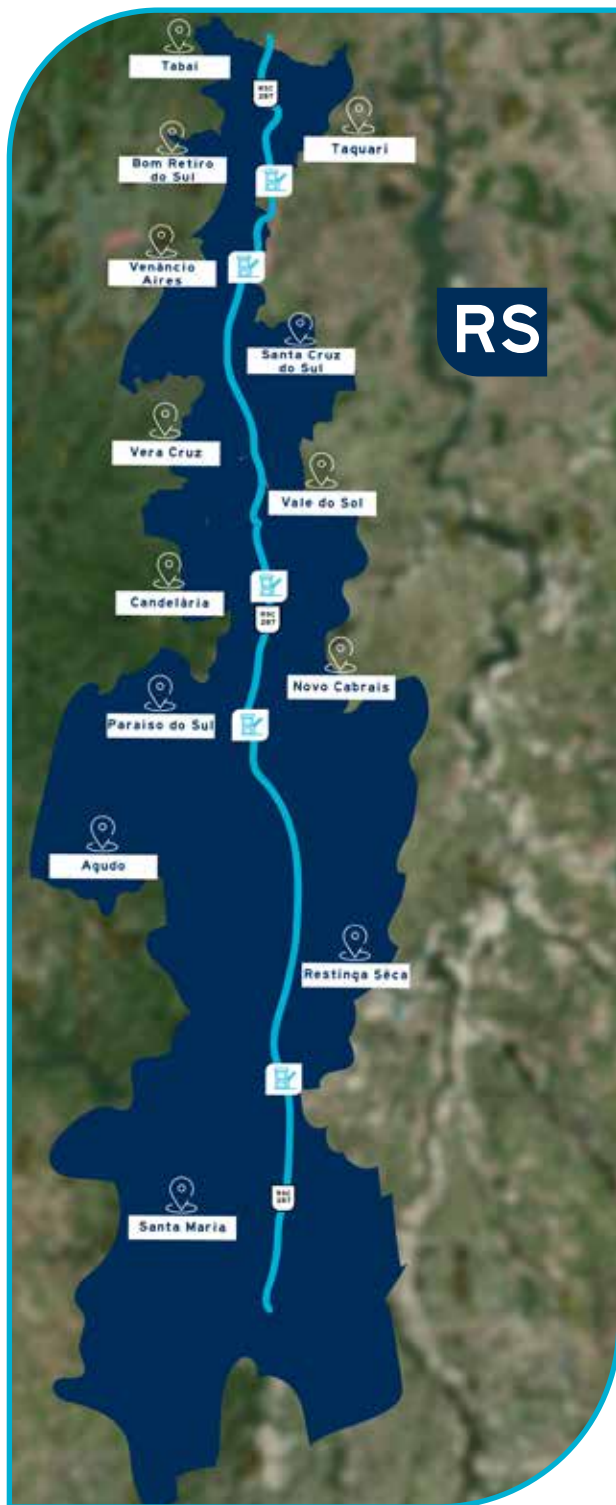 Tabaí
RSC
287
Taquari
Bom Retiro
do Sul
Venâncio
Aires
RS
Santa Cruz
do Sul
Vera Cruz
Vale do Sol
Candelária
RSC
287
Novo Cabrais
Paraiso do Sul
Agudo
Restinga Sêca
RSC
287
Santa Maria